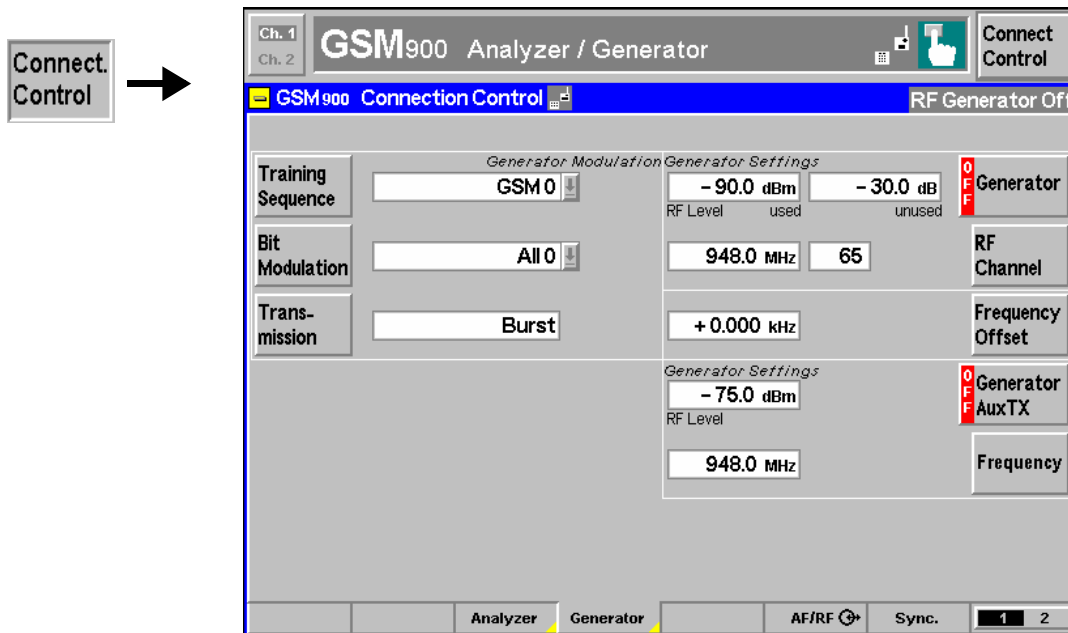 Connect.
Control
Ch. 1
Ch. 2
GSM900 Analyzer / Generator
Connect
Control
GSM900 Connection Control
RF Generator Off
Generator Modulation
Generator Settings
Training
Sequence
GSM 0
- 90.0 dBm
- 30.0 dB
RF Level used
unused
OFF
Generator
Bit
Modulation
All 0
948.0 MHz
65
RF
Channel
Trans-
mission
Burst
+ 0.000 kHz
Frequency
Offset
Generator Settings
- 75.0 dBm
RF Level
OFF
Generator
AuxTX
948.0 MHz
Frequency
Analyzer
Generator
AF/RF
Sync.
1 2